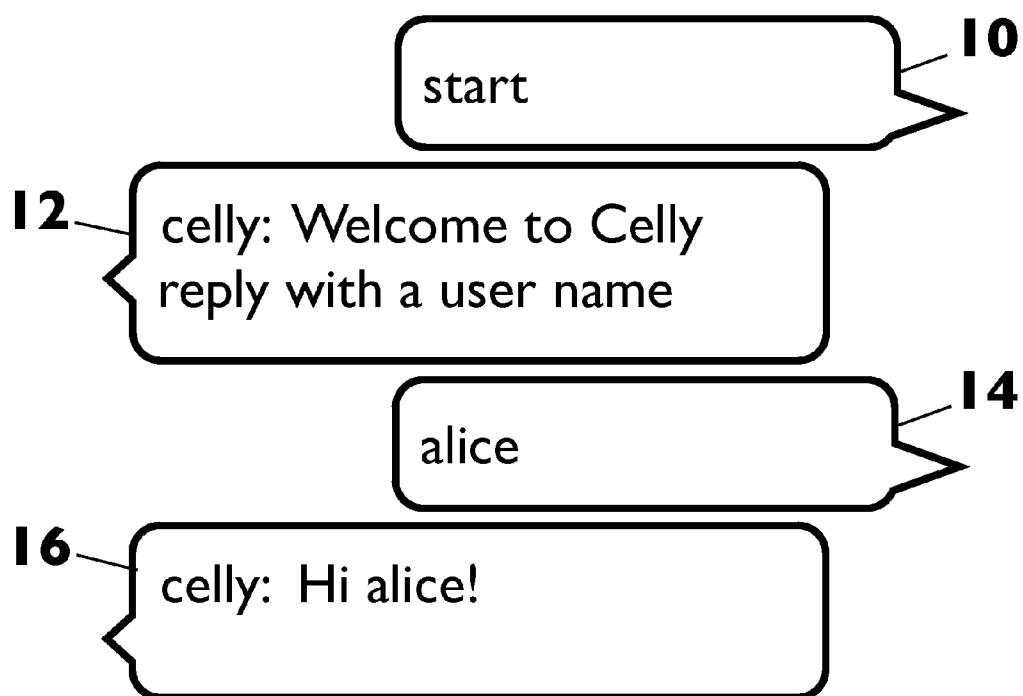 start
10
12
celly: Welcome to Celly
reply with a user name
14
alice
16
celly: Hi alice!